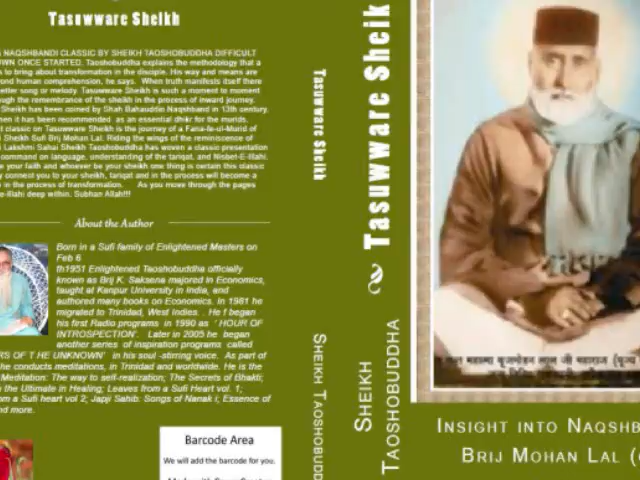 Tasuwware Sheikh
NAQSHBANDI CLASSIC BY SHEIKH TAOSHOBUDDHA DIFFICULT
OWN ONCE STARTED. Taoshobuddha explains the methodology that a
to bring about transformation in the disciple. His way and means are
ond human comprehension, he says. When truth manifests itself there
etter song or melody. Tasuwware Sheikh is such a moment to moment
ugh the remembrance of the sheikh in the process of inward journey.
Sheikh has been coined by Shah Bahauddin Naqshband in 13th century.
hen it has been recommended as an essential dhikr for the murids.
t classic on Tasuwware Sheikh is the journey of a Fana-fe-ul-Murid of
i Sheikh Sufi Brij Mohan Lal. Riding the wings of the reminiscence of
i Lakshmi Sahai Sheikh Taoshobuddha has woven a classic presentation
command on language, understanding of the tariqat, and Nisbet-E-Illahi.
e your faith and whoever be your sheikh one thing is certain this classic
y connect you to your sheikh, tariqat and in the process will become a
in the process of transformation. As you move through the pages
e-Illahi deep within. Subhan Allah!!!
About the Author
Born in a Sufi family of Enlightened Masters on
Feb 6
th1951 Enlightened Taoshobuddha officially
known as Brij K. Saksena majored in Economics,
taught at Kanpur University in India, and
authored many books on Economics. In 1981 he
migrated to Trinidad, West Indies. . He f began
his first Radio programs in 1990 as ' HOUR OF
INTROSPECTION'. Later in 2005 he began
another series of inspiration programs called
RS OF T HE UNKNOWN' in his soul -stirring voice. As part of
he conducts meditations, in Trinidad and worldwide. He is the
Meditation: The way to self-realization; The Secrets of Bhakti;
the Ultimate in Healing; Leaves from a Sufi Heart vol. 1;
om a Sufi heart vol 2; Japji Sahib: Songs of Nanak i; Essence of
nd more.
Barcode Area
We will add the barcode for you.
Tasuwware Sheikh
SHEIKH TAOSHOBUDD
Tasuwware Sheik
SHEIKH
TAOSHOBUDDHA
महात्मा बृजमोहन लाल जी महाराज (पूज्य
INSIGHT INTO NAQSHB
BRIJ MOHAN LAL (